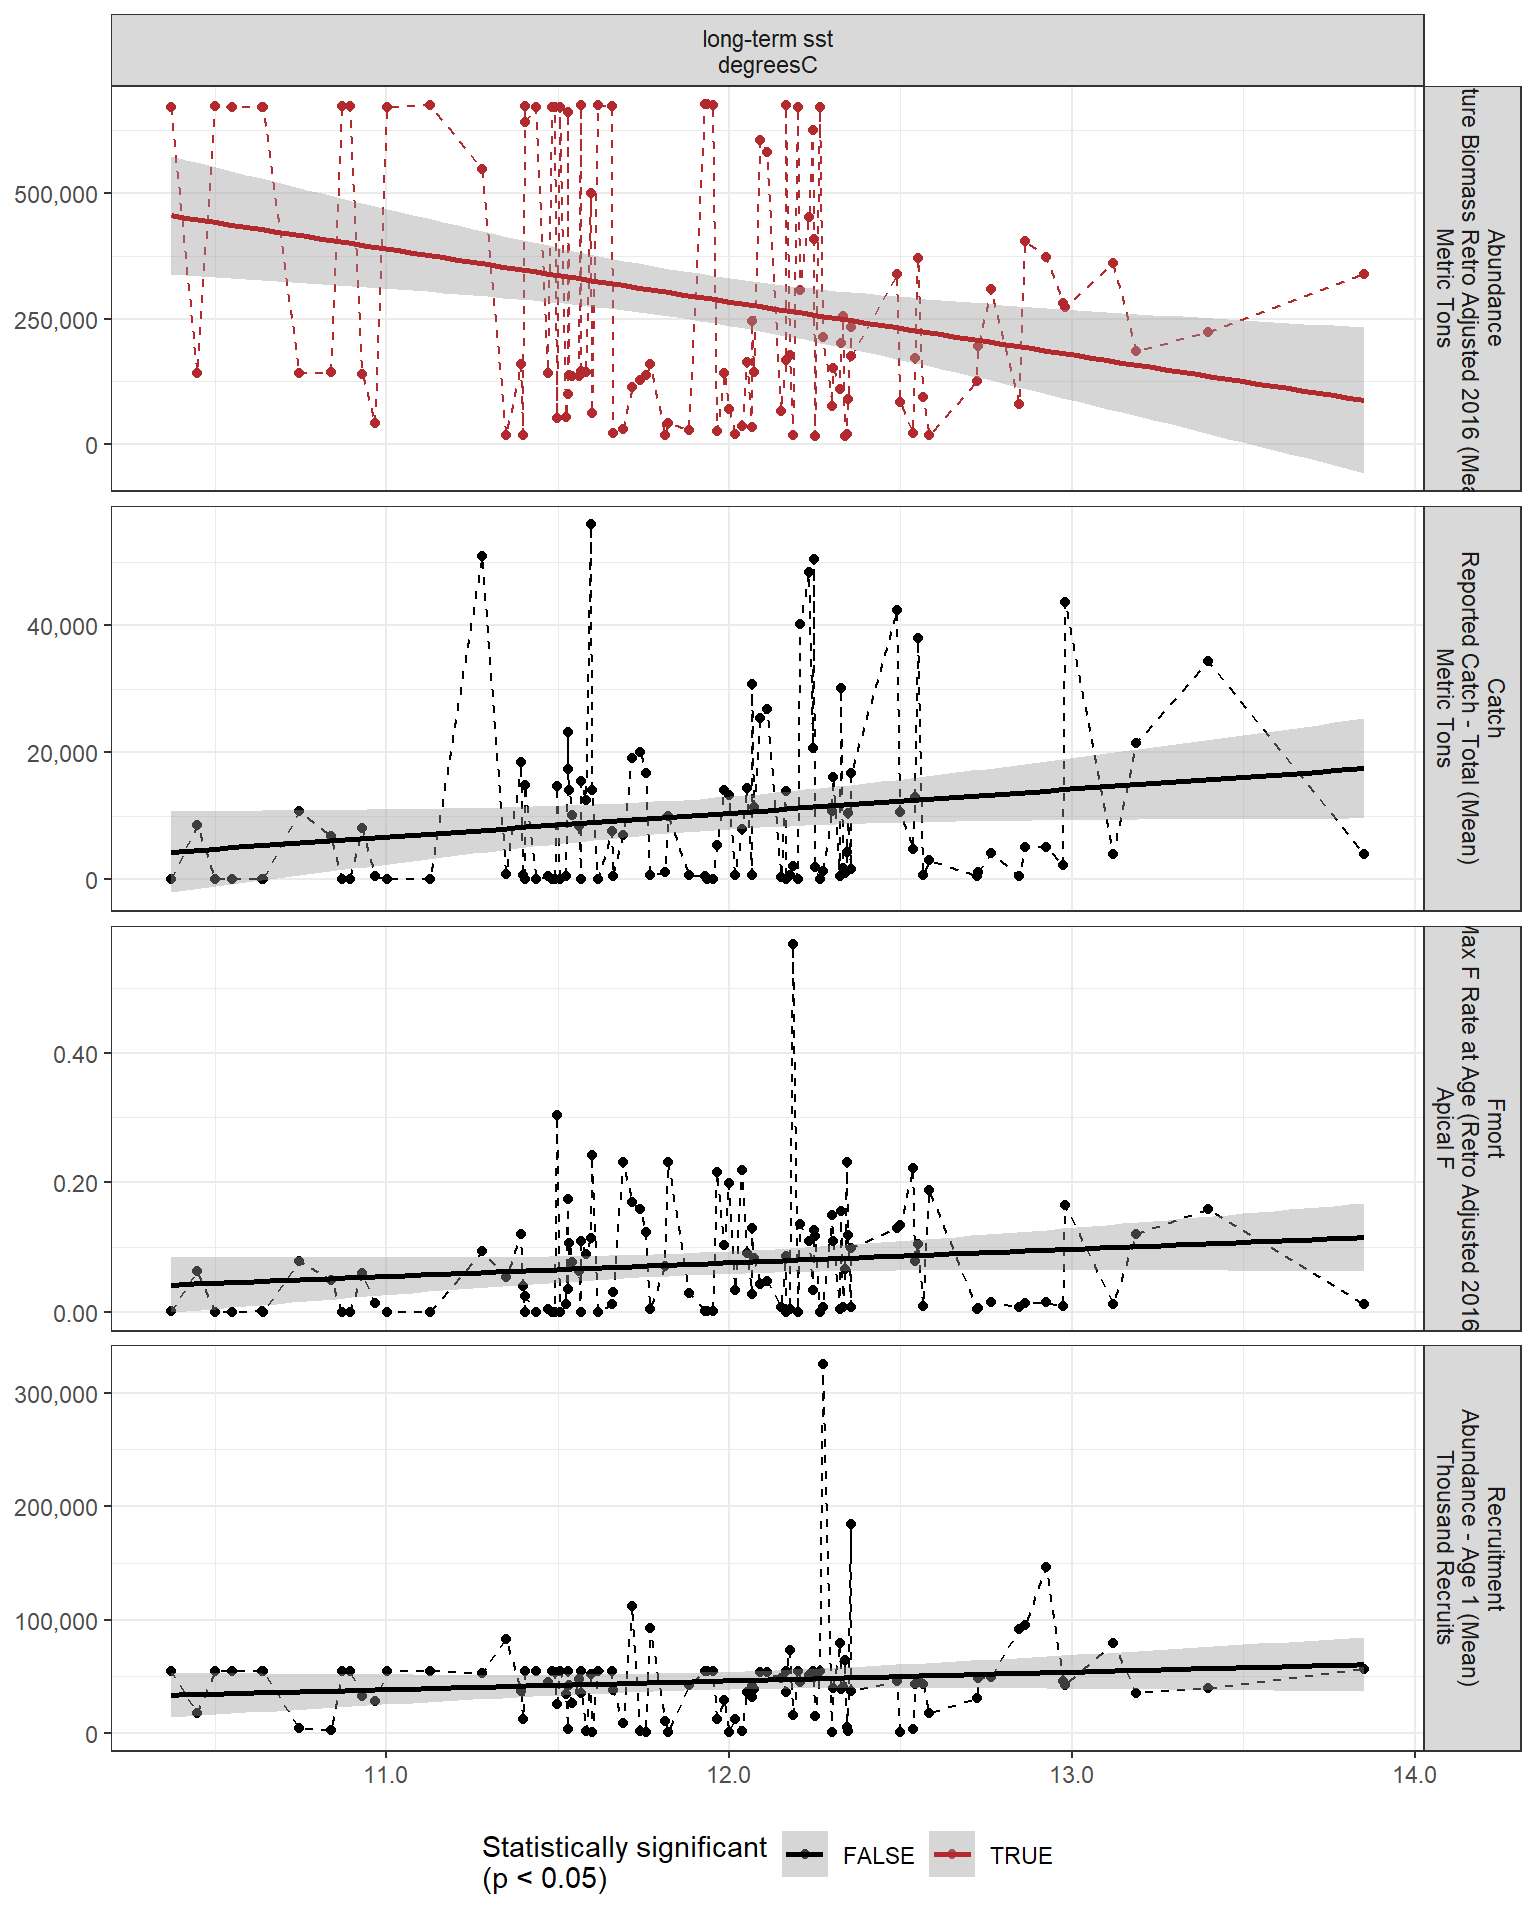 long-term sst
degreesC
500,000
250,000
0
Abundance
Biomass Retro Adjusted 2016
Metric Tons
40,000
20,000
0
Catch
Reported Catch - Total (Mean)
Metric Tons
0.40
0.20
0.00
Fmort
F Rate at Age (Retro Adjusted 2016
Apical F
300,000
200,000
100,000
0
Recruitment
Abundance - Age 1 (Mean)
Thousand Recruits
11.0
12.0
13.0
14.0
Statistically significant
(p < 0.05)
FALSE
TRUE